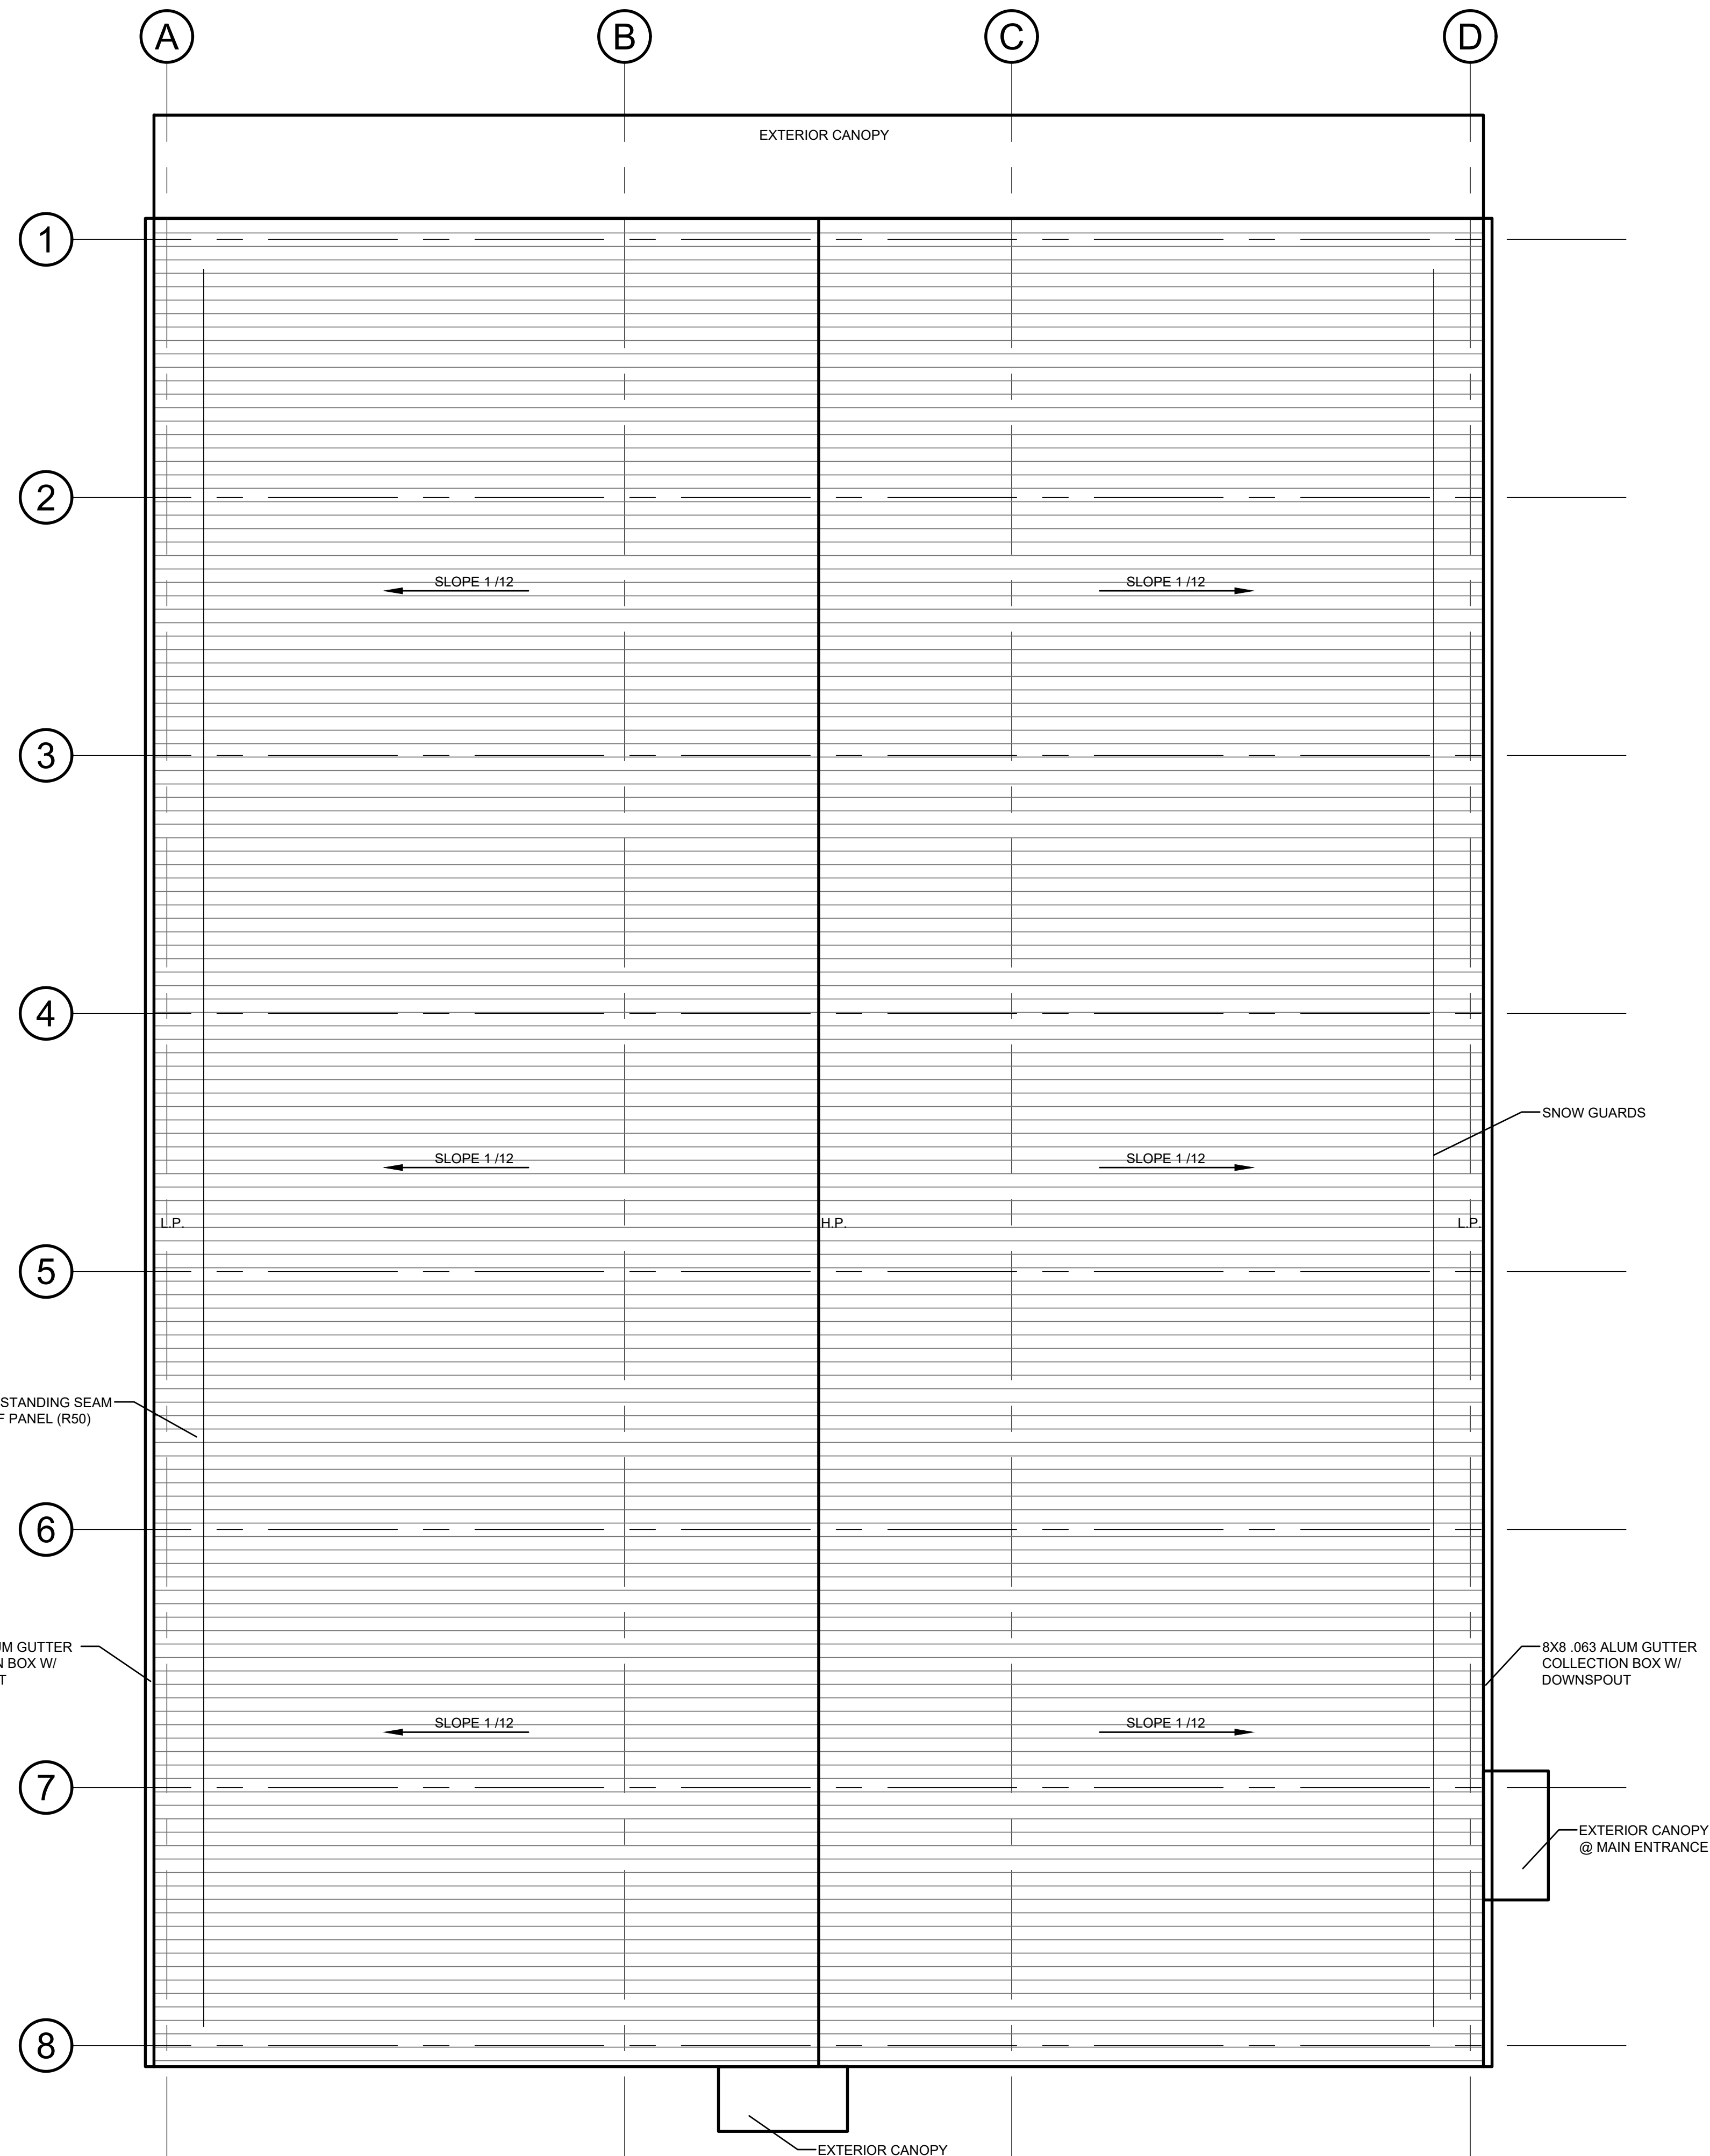 A
B
C
D
EXTERIOR CANOPY
1
2
SLOPE 1 /12
SLOPE 1 /12
3
4
SNOW GUARDS
SLOPE 1 /12
SLOPE 1 /12
L.P.
H.P.
L.P.
5
STANDING SEAM
F PANEL (R50)
6
UM GUTTER
N BOX W/
T
8X8 .063 ALUM GUTTER
COLLECTION BOX W/
DOWNSPOUT
SLOPE 1 /12
SLOPE 1 /12
7
EXTERIOR CANOPY
@ MAIN ENTRANCE
8
EXTERIOR CANOPY